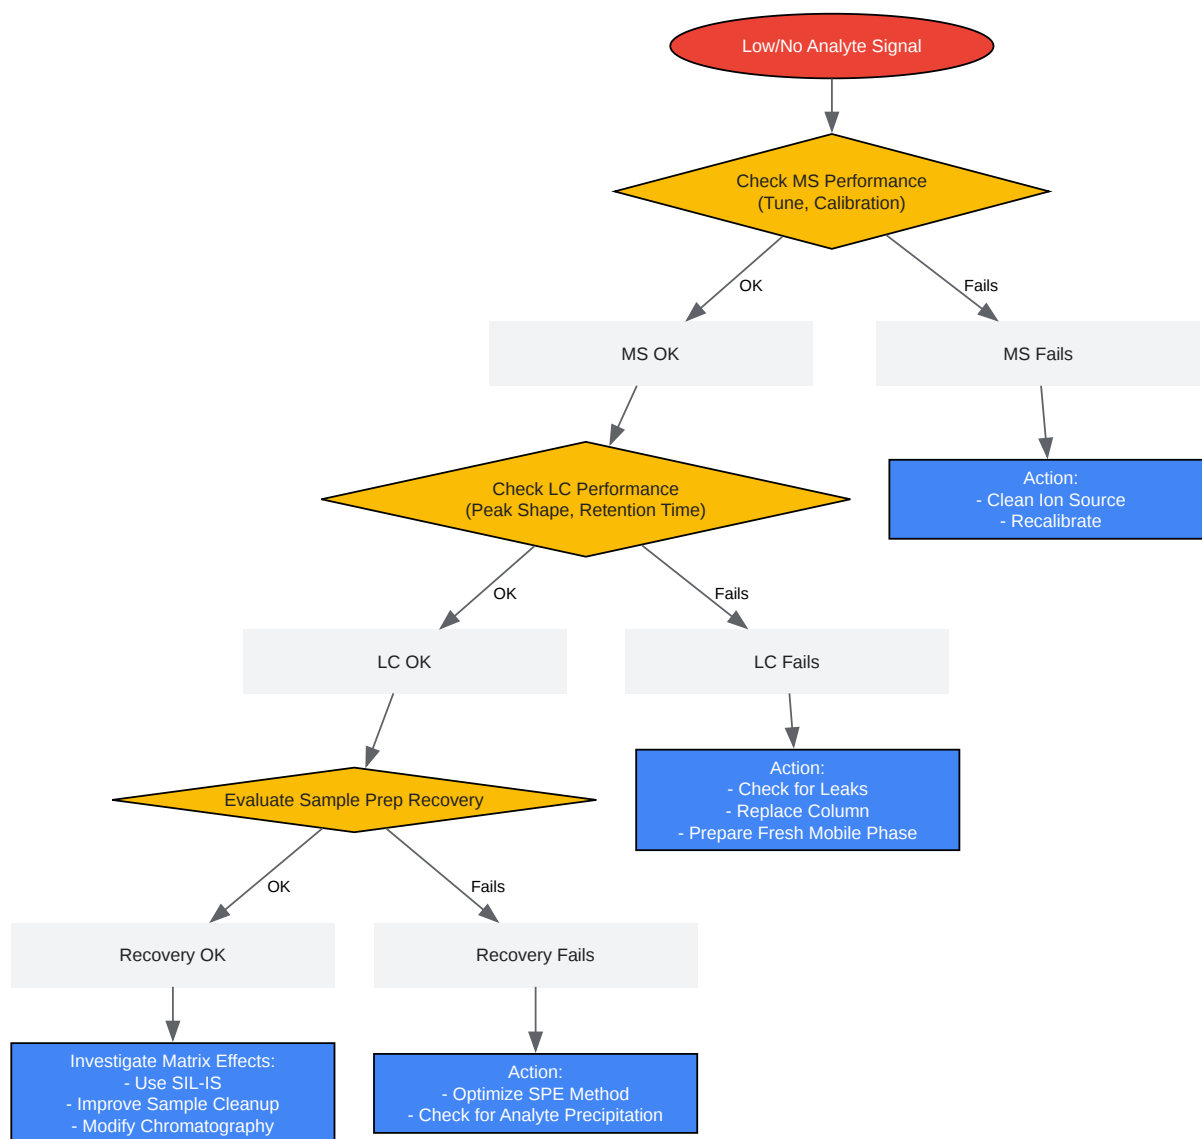 Low/No Analyte Signal
Check MS Performance
(Tune, Calibration)
OK
Fails
MS OK
MS Fails
Check LC Performance
(Peak Shape, Retention Time)
Action:
- Clean Ion Source
- Recalibrate
OK
Fails
LC OK
LC Fails
Evaluate Sample Prep Recovery
Action:
- Check for Leaks
- Replace Column
- Prepare Fresh Mobile Phase
OK
Fails
Recovery OK
Recovery Fails
Investigate Matrix Effects:
- Use SIL-IS
- Improve Sample Cleanup
- Modify Chromatography
Action:
- Optimize SPE Method
- Check for Analyte Precipitation